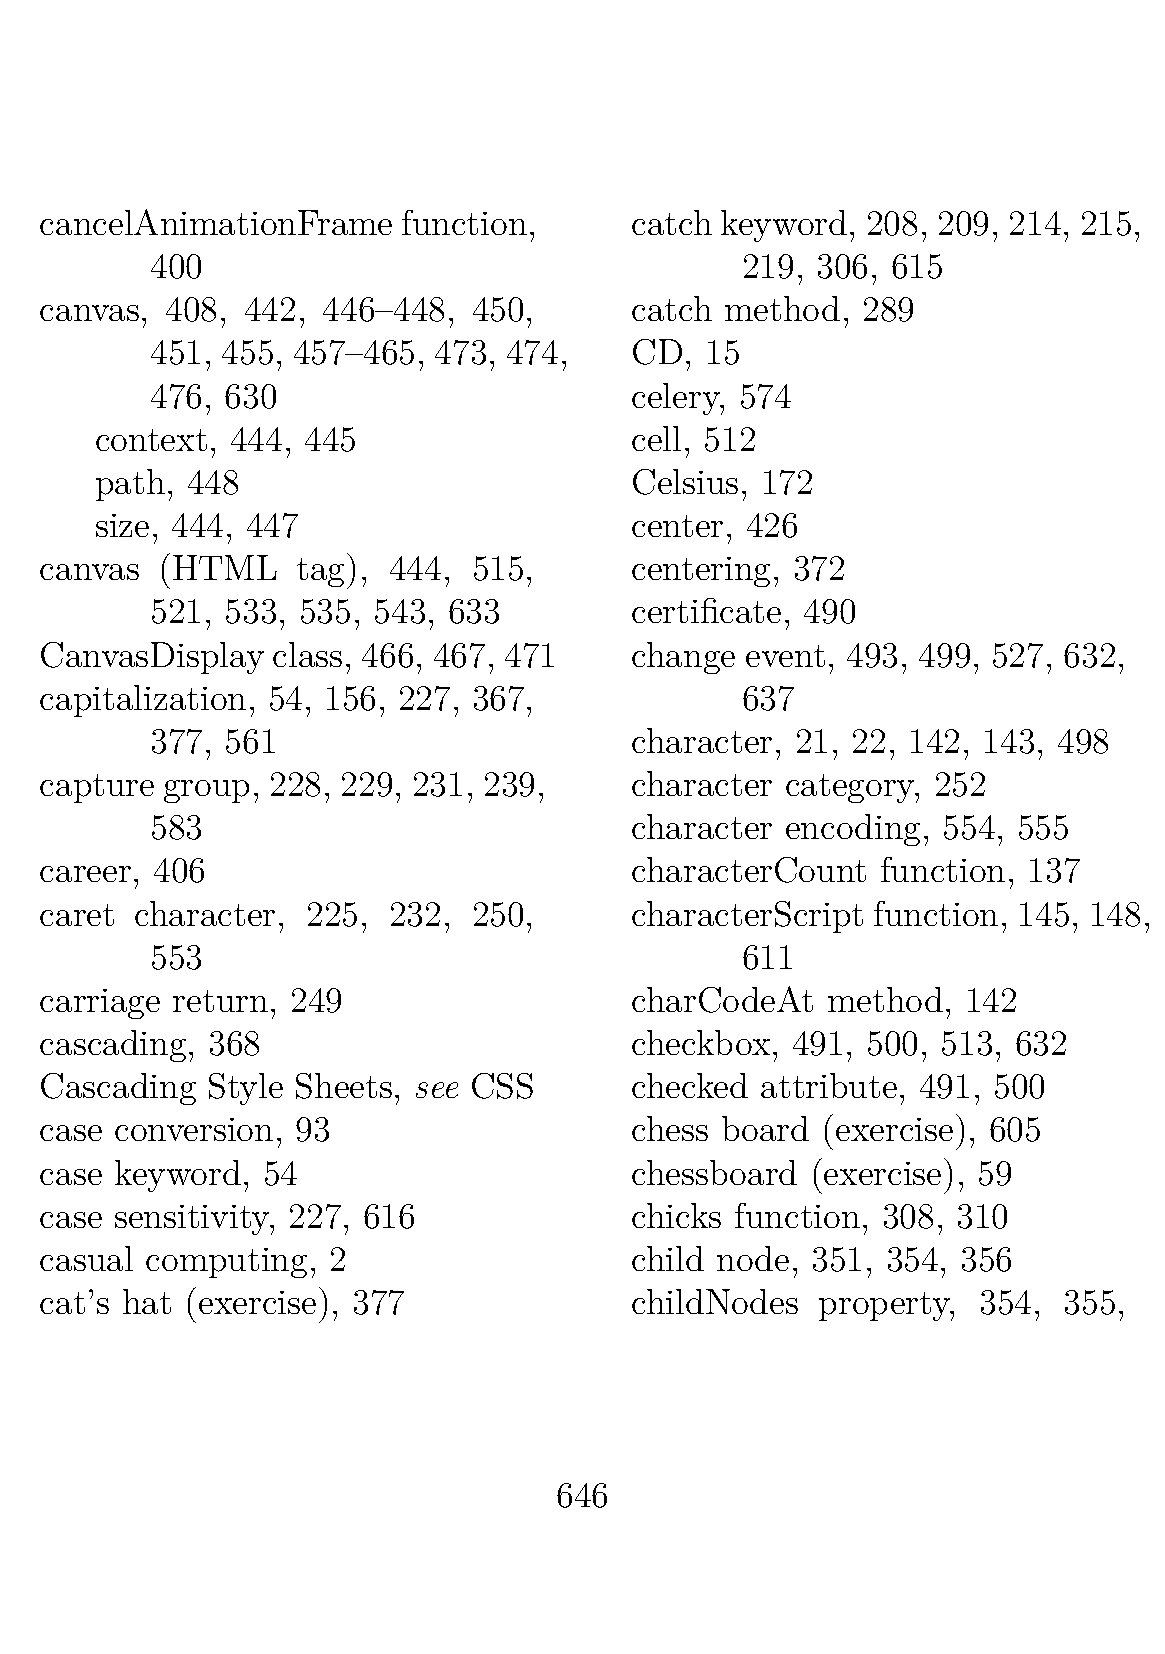 cancelAnimationFrame function,
400
canvas, 408, 442, 446–448, 450,
451, 455, 457–465, 473, 474,
476, 630
context, 444, 445
path, 448
size, 444, 447
canvas (HTML tag), 444, 515,
521, 533, 535, 543, 633
CanvasDisplay class, 466, 467, 471
capitalization, 54, 156, 227, 367,
377, 561
capture group, 228, 229, 231, 239,
583
career, 406
caret character, 225, 232, 250,
553
carriage return, 249
cascading, 368
Cascading Style Sheets, see CSS
case conversion, 93
case keyword, 54
case sensitivity, 227, 616
casual computing, 2
cat's hat (exercise), 377
catch keyword, 208, 209, 214, 215,
219, 306, 615
catch method, 289
CD, 15
celery, 574
cell, 512
Celsius, 172
center, 426
centering, 372
certificate, 490
change event, 493, 499, 527, 632,
637
character, 21, 22, 142, 143, 498
character category, 252
character encoding, 554, 555
characterCount function, 137
characterScript function, 145, 148,
611
charCodeAt method, 142
checkbox, 491, 500, 513, 632
checked attribute, 491, 500
chess board (exercise), 605
chessboard (exercise), 59
chicks function, 308, 310
child node, 351, 354, 356
childNodes property, 354, 355,
646